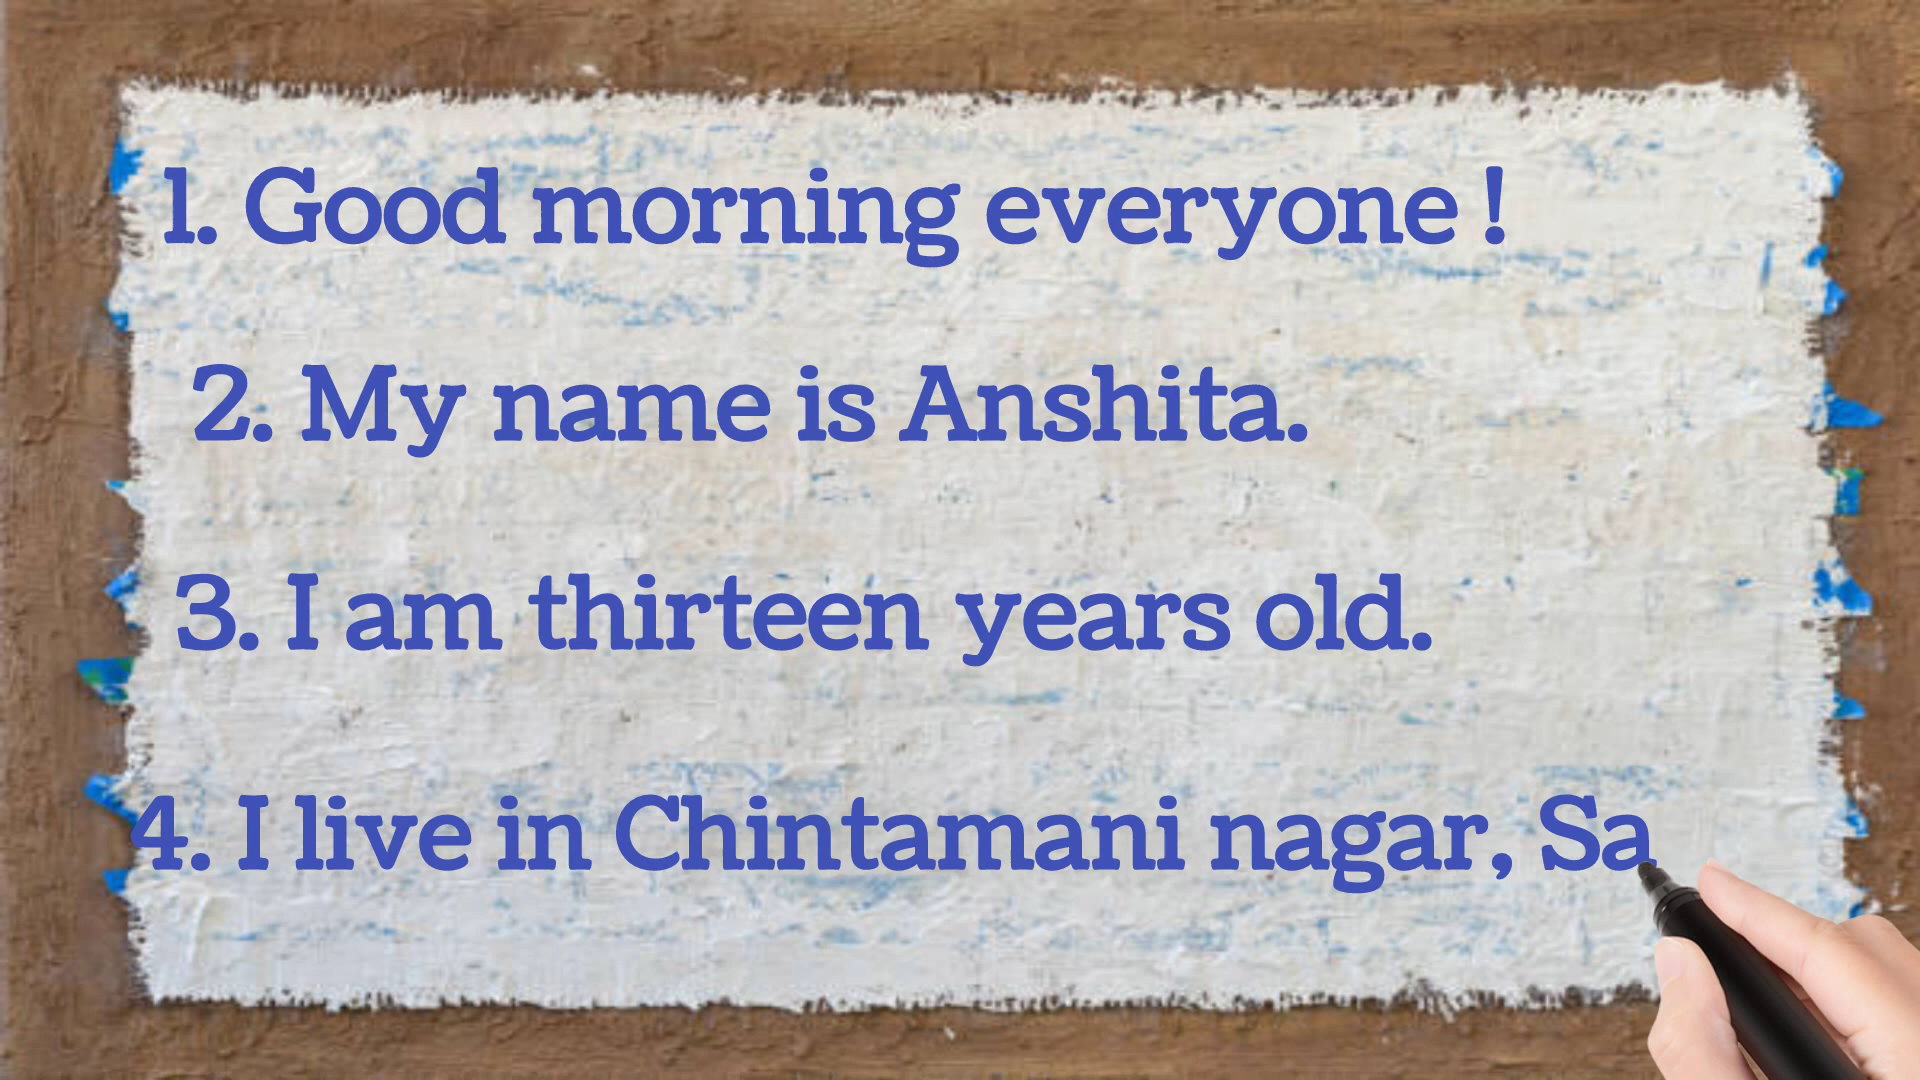 1. Good morning everyone !
2. My name is Anshita.
3. I am thirteen years old.
4. I live in Chintamani nagar, Sa